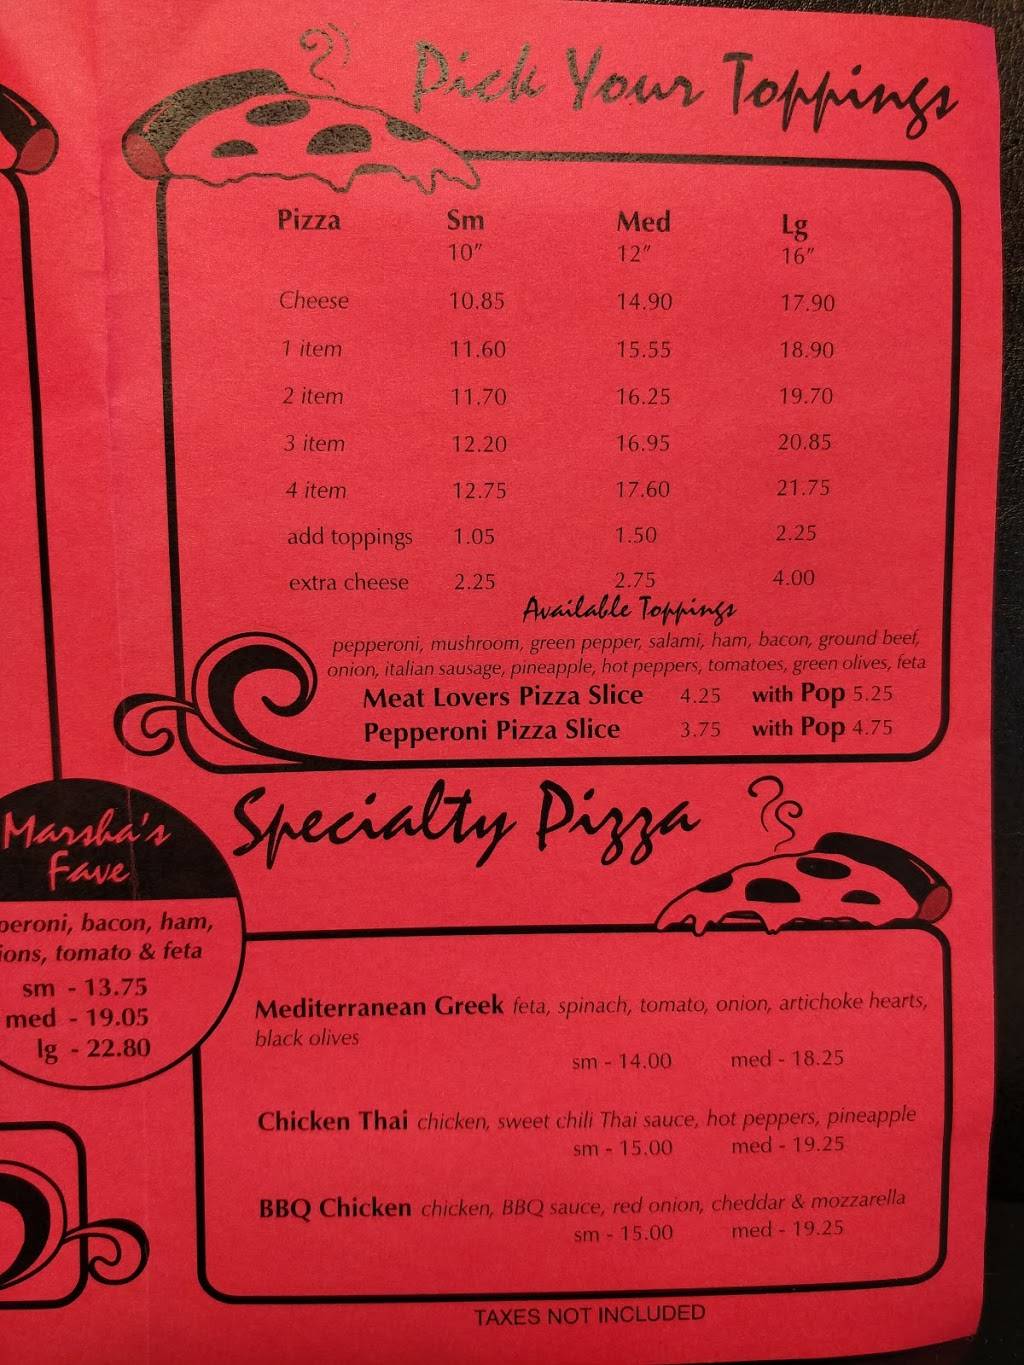 Pick Your Toppings
Pizza Sm Med Lg
10" 12" 16"
Cheese 10.85 14.90 17.90
1 item 11.60 15.55 18.90
2 item 11.70 16.25 19.70
3 item 12.20 16.95 20.85
4 item 12.75 17.60 21.75
add toppings 1.05 1.50 2.25
extra cheese 2.25 2.75 4.00
Available Toppings
pepperoni, mushroom, green pepper, salami, ham, bacon, ground beef,
onion, italian sausage, pineapple, hot peppers, tomatoes, green olives, feta
Meat Lovers Pizza Slice 4.25 with Pop 5.25
Pepperoni Pizza Slice 3.75 with Pop 4.75
Marsha's
Fave
peroni, bacon, ham,
ions, tomato & feta
sm - 13.75
med - 19.05
lg - 22.80
Specialty Pizza
Mediterranean Greek feta, spinach, tomato, onion, artichoke hearts,
black olives
sm - 14.00 med - 18.25
Chicken Thai chicken, sweet chili Thai sauce, hot peppers, pineapple
sm - 15.00 med - 19.25
BBQ Chicken chicken, BBQ sauce, red onion, cheddar & mozzarella
sm - 15.00 med - 19.25
TAXES NOT INCLUDED